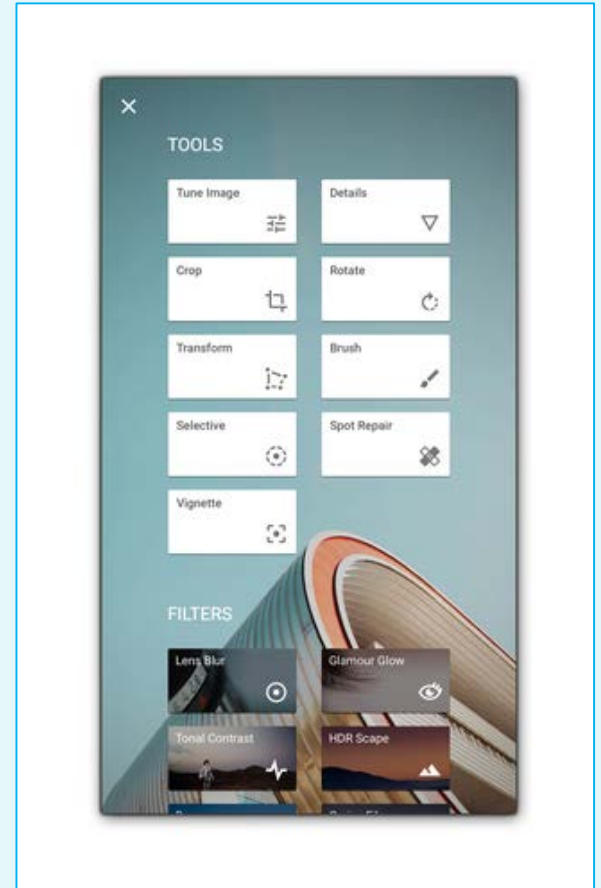 TOOLS
Tune Image
Details
Crop
Rotate
Transform
Brush
Selective
Spot Repair
Vignette
FILTERS
Lens Blur
Glamour Glow
Tonal Contrast
HDR Scape